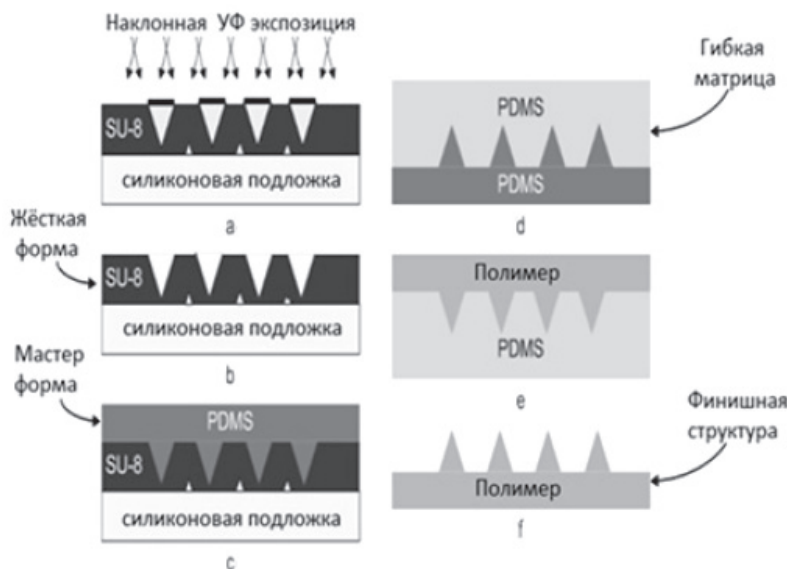 Наклонная УФ экспозиция
SU-8
силиконовая подложка
a
Жёсткая
форма
SU-8
силиконовая подложка
b
Мастер
форма
PDMS
SU-8
силиконовая подложка
c
Гибкая
матрица
PDMS
PDMS
d
Полимер
PDMS
e
Финишная
структура
Полимер
f